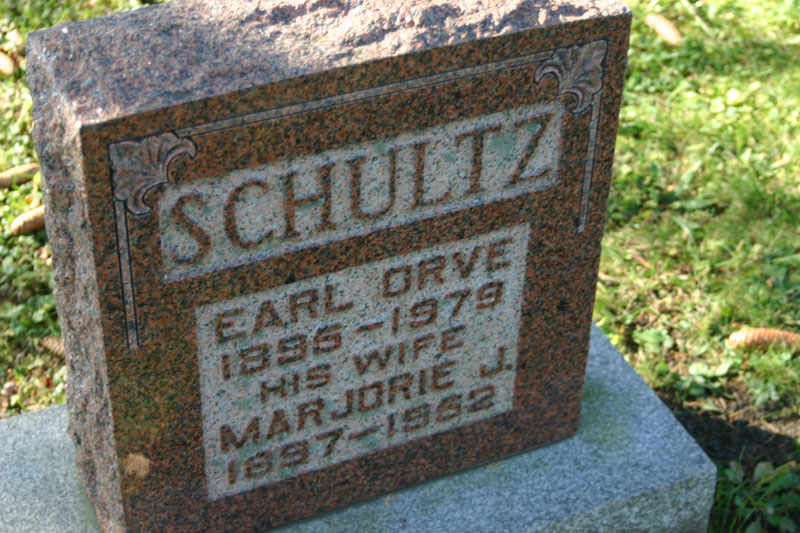 SCHULTZ
EARL ORVE
1895-1979
HIS WIFE
MARJORIE J.
1897-1962